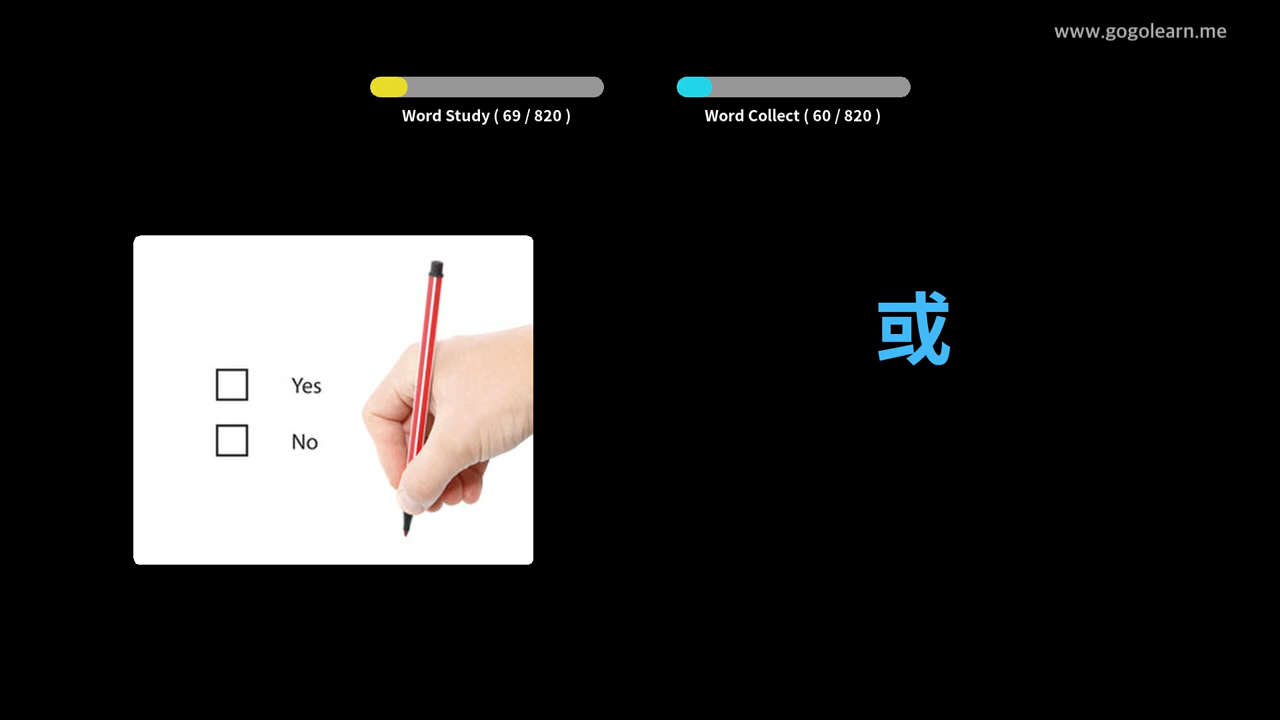 www.gogolearn.me
Word Study ( 69 / 820 )
Word Collect ( 60 / 820 )
Yes
No
或